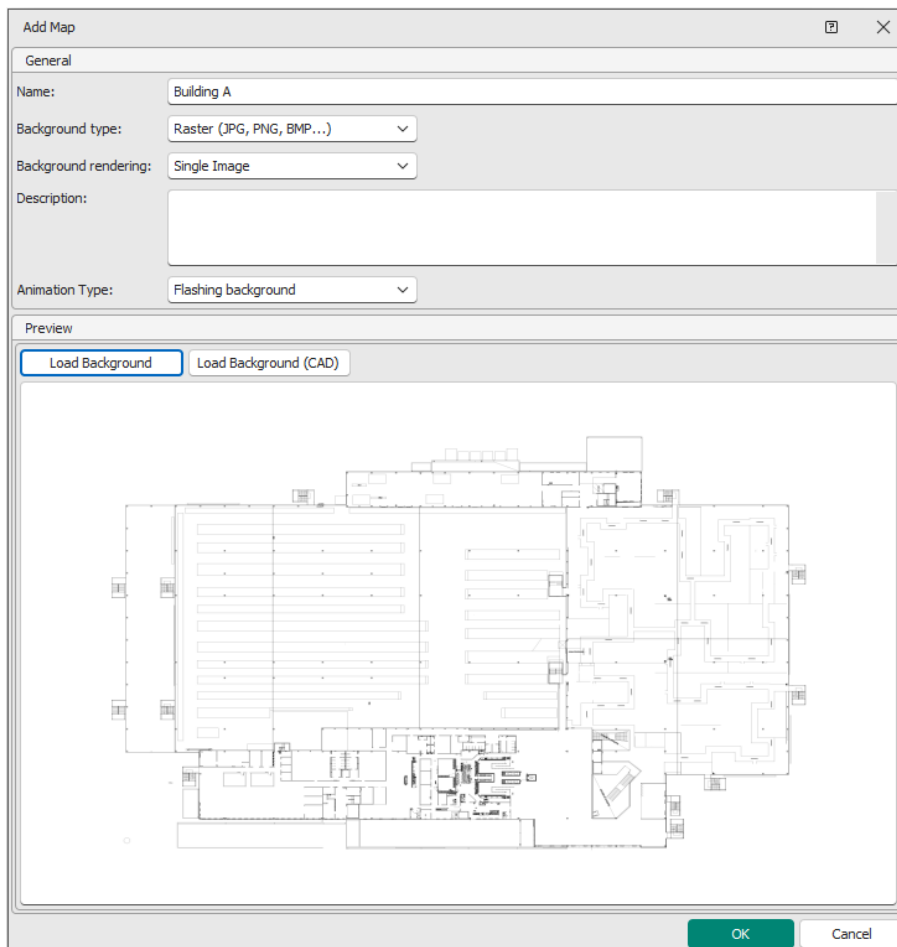 Add Map
General
Name: Building A
Background type: Raster (JPG, PNG, BMP...)
Background rendering: Single Image
Description:
Animation Type: Flashing background
Preview
Load Background Load Background (CAD)
OK Cancel